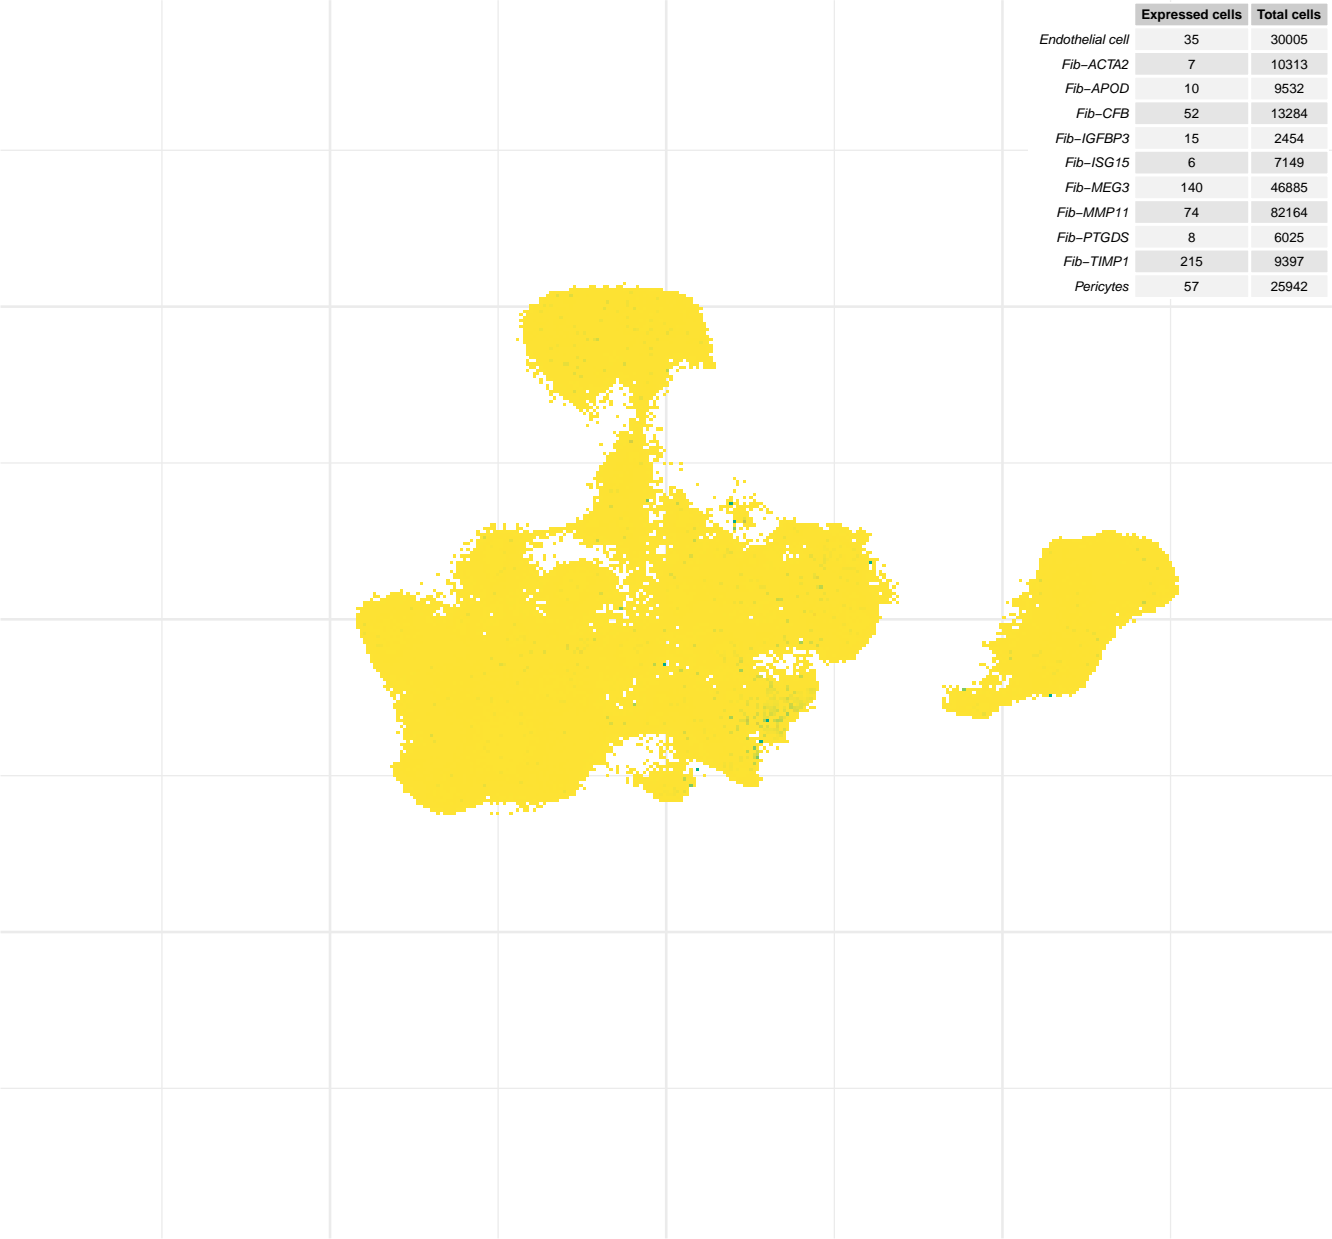 Expressed cells Total cells
Endothelial cell 35 30005
Fib−ACTA2 7 10313
Fib−APOD 10 9532
Fib−CFB 52 13284
Fib−IGFBP3 15 2454
Fib−ISG15 6 7149
Fib−MEG3 140 46885
Fib−MMP11 74 82164
Fib−PTGDS 8 6025
Fib−TIMP1 215 9397
Pericytes 57 25942